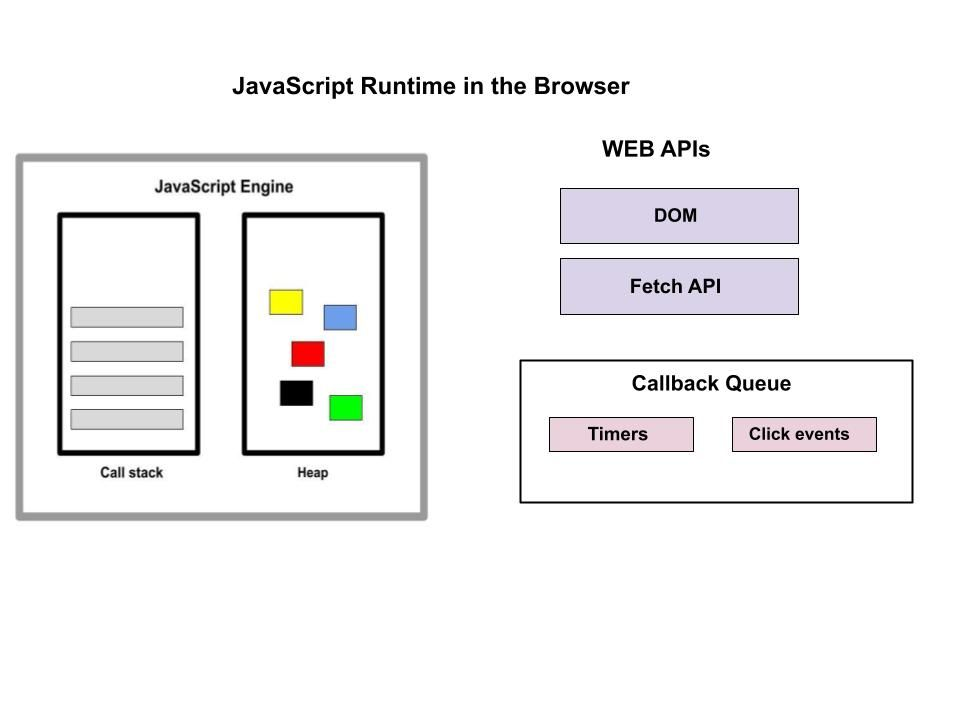 JavaScript Runtime in the Browser
JavaScript Engine
Call stack
Heap
WEB APIs
DOM
Fetch API
Callback Queue
Timers
Click events